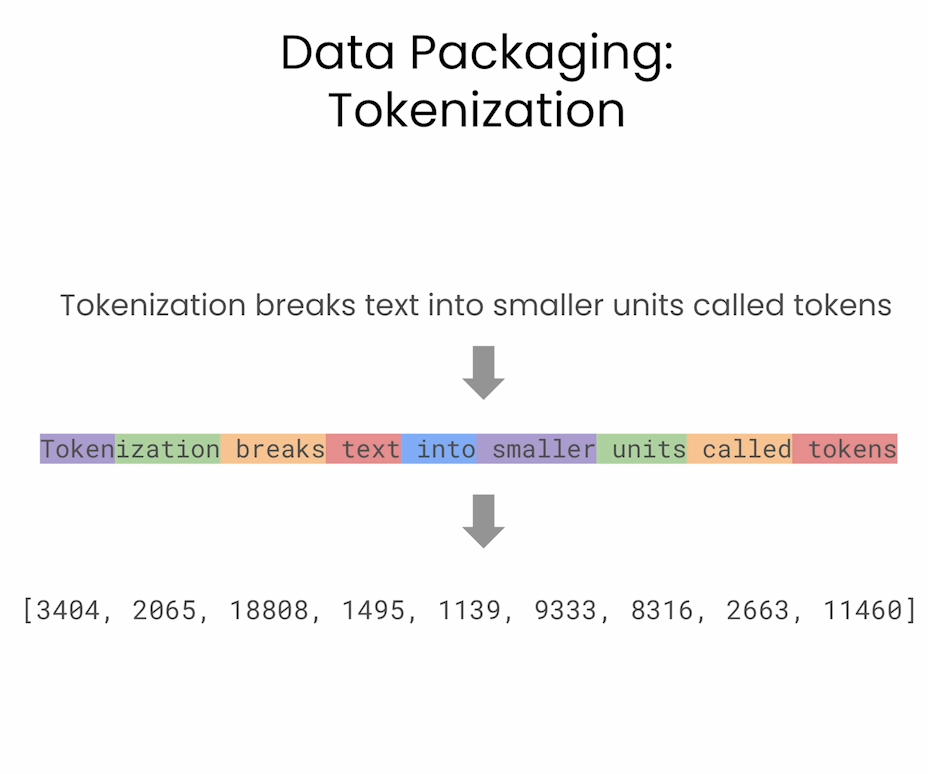 Data Packaging:
Tokenization
Tokenization breaks text into smaller units called tokens
Tokenization breaks text into smaller units called tokens
[3404, 2065, 18808, 1495, 1139, 9333, 8316, 2663, 11460]